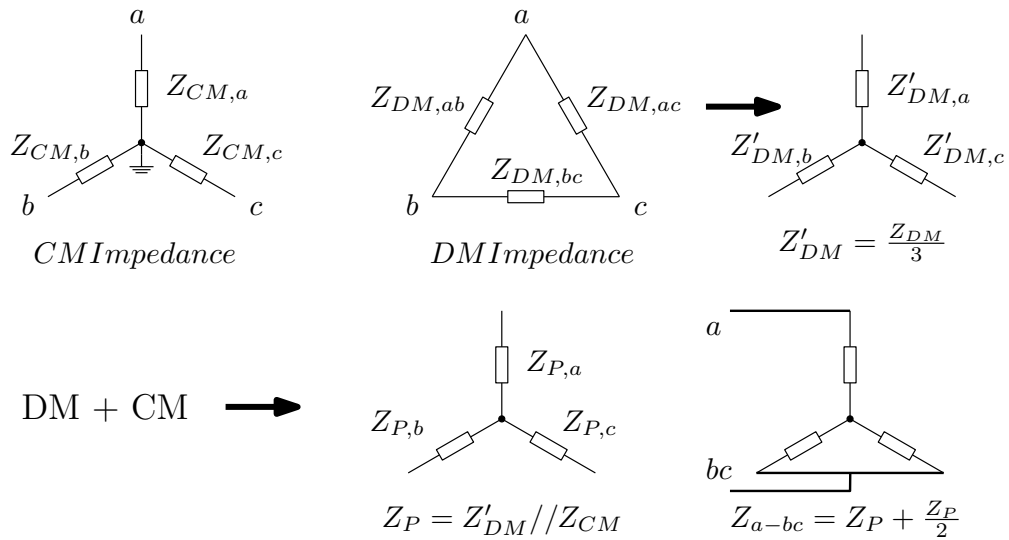 a
Z_{CM,a}
Z_{CM,b}
Z_{CM,c}
b
c
CMImpedance
a
Z_{DM,ab}
Z_{DM,ac}
Z_{DM,bc}
b
c
DMImpedance
Z'_{DM,a}
Z'_{DM,b}
Z'_{DM,c}
Z'_{DM} = \frac{Z_{DM}}{3}
DM + CM
Z_{P,a}
Z_{P,b}
Z_{P,c}
Z_P = Z'_{DM}//Z_{CM}
a
bc
Z_{a-bc} = Z_P + \frac{Z_P}{2}